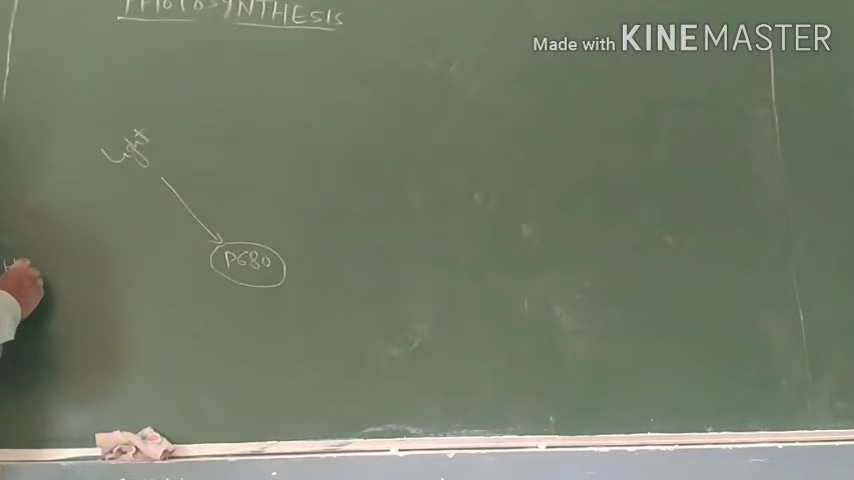 PHOTOSYNTHESIS
Made with KINEMASTER
Light
P680
H